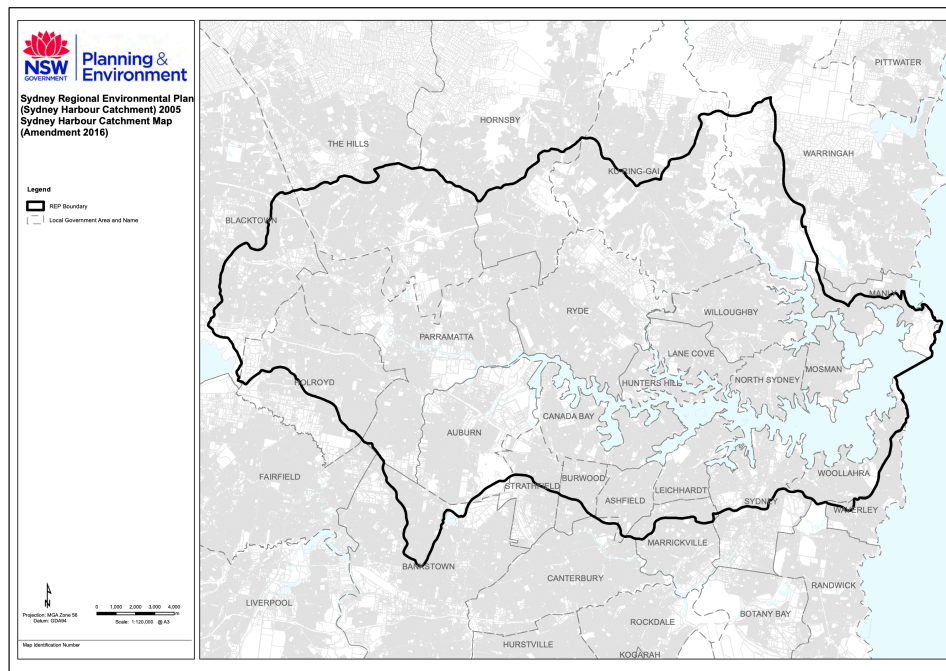 NSW
GOVERNMENT
Planning &
Environment
Sydney Regional Environmental Plan
(Sydney Harbour Catchment) 2005
Sydney Harbour Catchment Map
(Amendment 2016)
Legend
REP Boundary
Local Government Area and Name
N
Projection: MGA Zone 56
Datum: GDA94
0 1,000 2,000 3,000 4,000
m
Scale: 1:120,000 @ A3
Map Identification Number
PITTWATER
HORNSBY
THE HILLS
WARRINGAH
KU-RING-GAI
BLACKTOWN
MANLY
RYDE
WILLOUGHBY
PARRAMATTA
LANE COVE
MOSMAN
HOLROYD
HUNTERS HILL
NORTH SYDNEY
CANADA BAY
AUBURN
WOOLLAHRA
FAIRFIELD
BURWOOD
STRATHFIELD
LEICHHARDT
ASHFIELD
SYDNEY
WAVERLEY
MARRICKVILLE
BANKSTOWN
CANTERBURY
RANDWICK
LIVERPOOL
BOTANY BAY
ROCKDALE
HURSTVILLE
KOGARAH